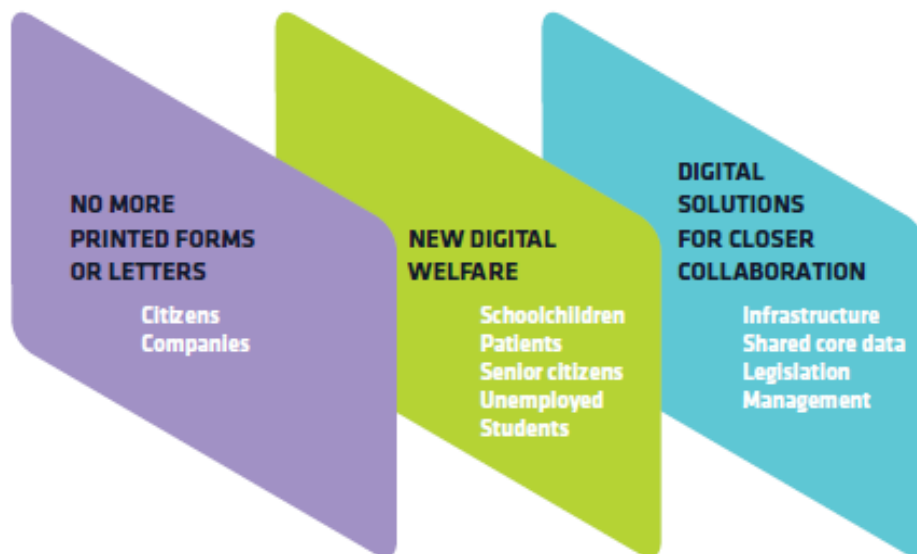 NO MORE
PRINTED FORMS
OR LETTERS
Citizens
Companies
NEW DIGITAL
WELFARE
Schoolchildren
Patients
Senior citizens
Unemployed
Students
DIGITAL
SOLUTIONS
FOR CLOSER
COLLABORATION
Infrastructure
Shared core data
Legislation
Management